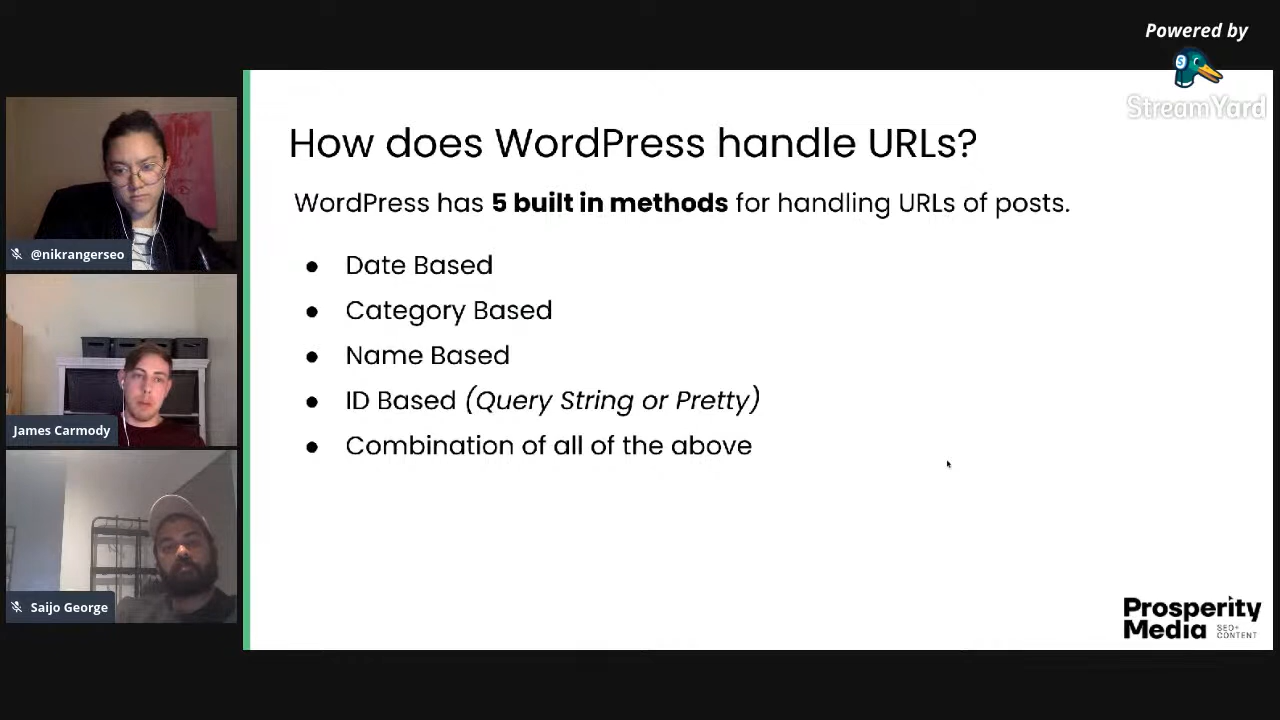 Powered by
StreamYard
How does WordPress handle URLs?
WordPress has 5 built in methods for handling URLs of posts.
● Date Based
● Category Based
● Name Based
● ID Based (Query String or Pretty)
● Combination of all of the above
@nikrangerseo
James Carmody
Saijo George
Prosperity
Media SEO+
CONTENT